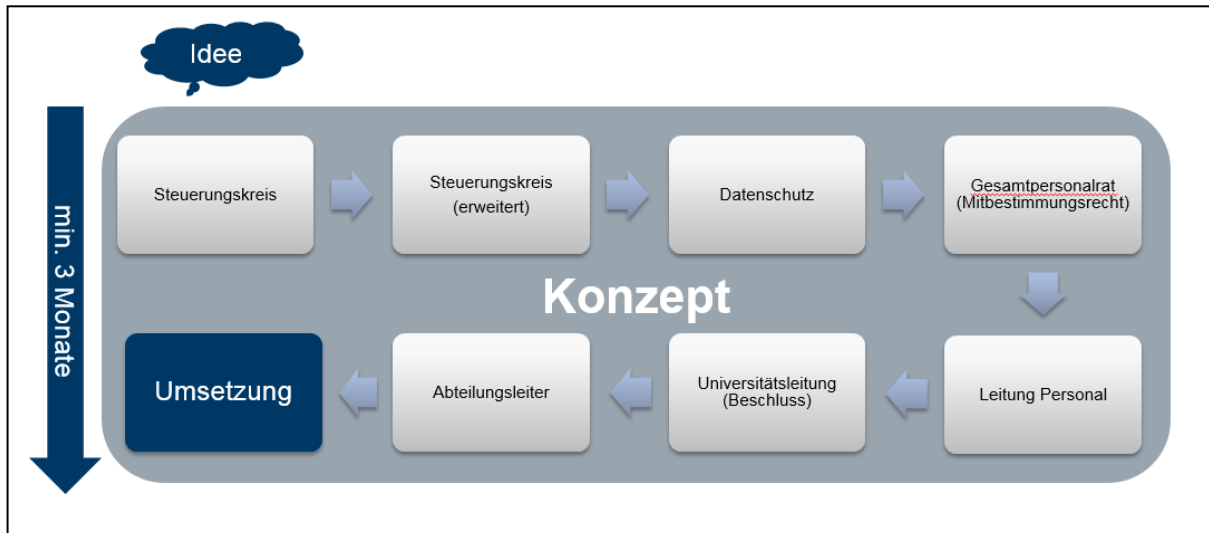 Idee
min. 3 Monate
Steuerungskreis
Steuerungskreis
(erweitert)
Datenschutz
Gesamtpersonalrat
(Mitbestimmungsrecht)
Konzept
Leitung Personal
Universitätsleitung
(Beschluss)
Abteilungsleiter
Umsetzung